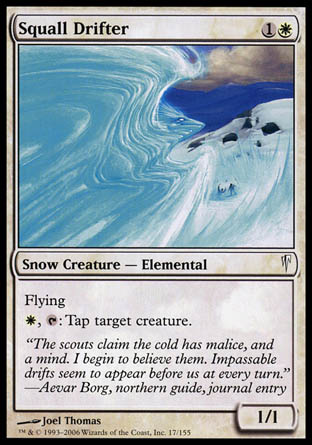 Squall Drifter 1
Snow Creature — Elemental
Flying
, : Tap target creature.
"The scouts claim the cold has malice, and
a mind. I begin to believe them. Impassable
drifts seem to appear before us at every turn."
—Aevar Borg, northern guide, journal entry
Joel Thomas
™ & © 1993–2006 Wizards of the Coast, Inc. 17/155
1/1